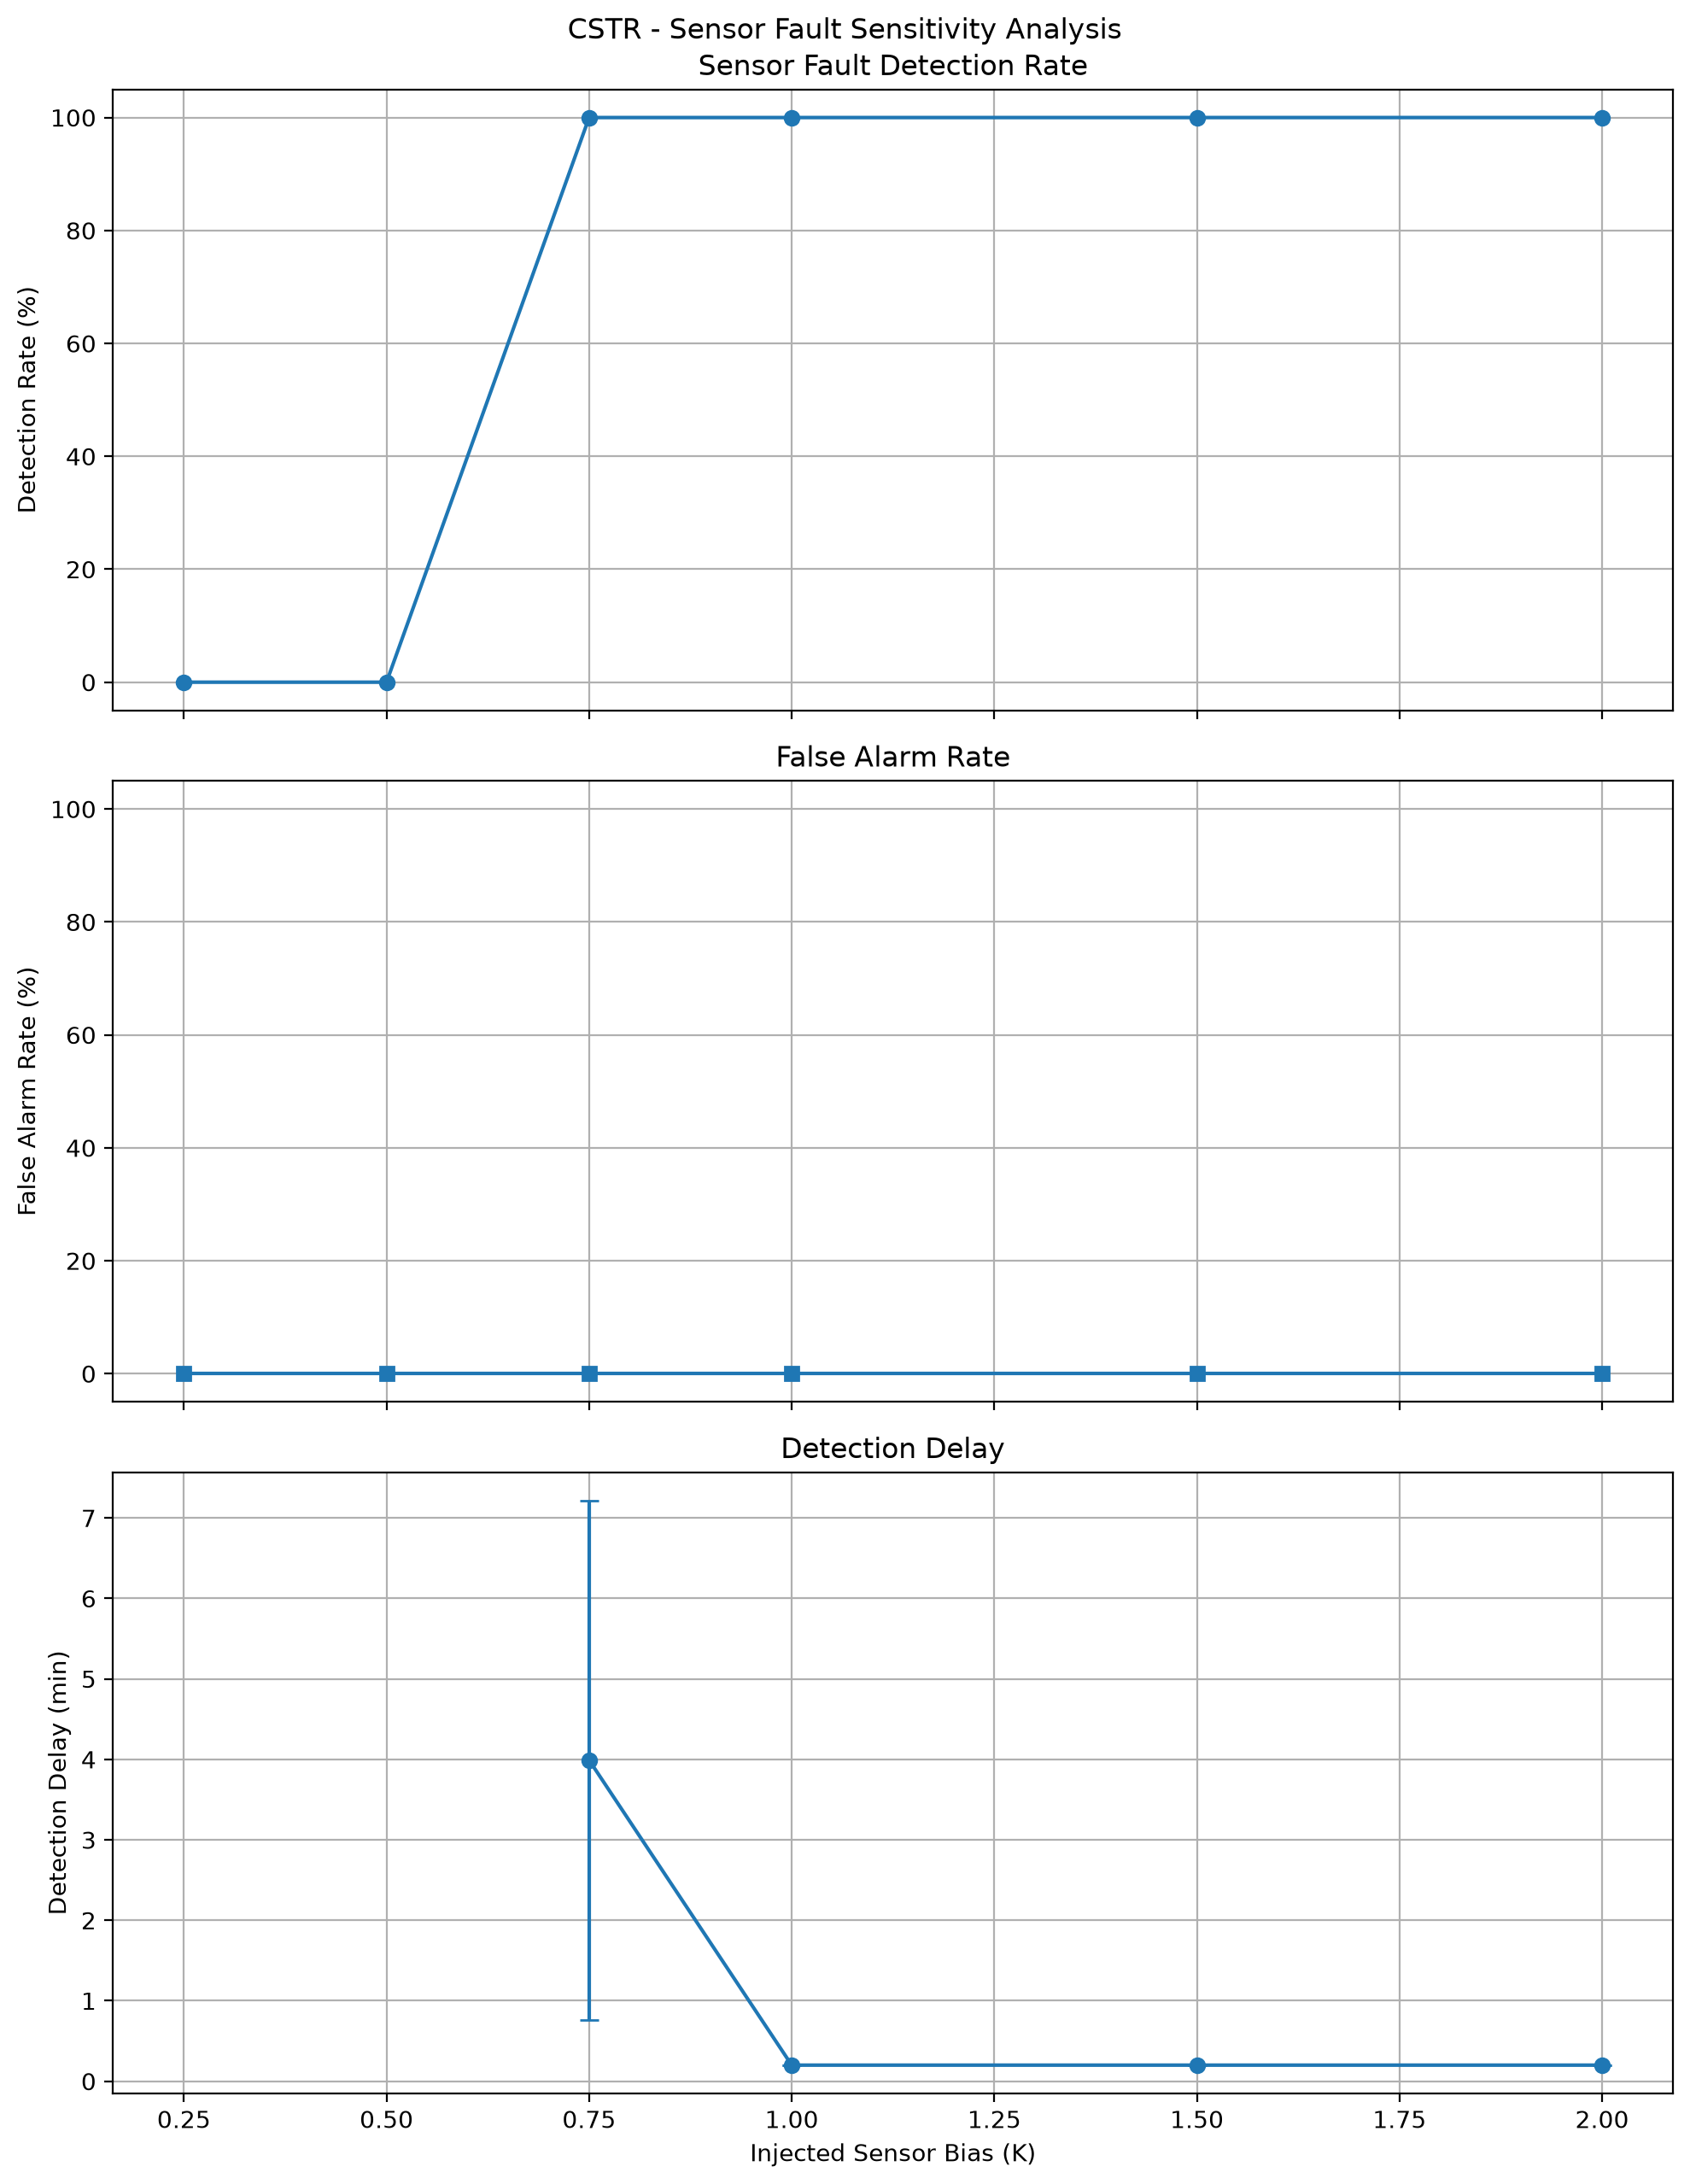 CSTR - Sensor Fault Sensitivity Analysis
Sensor Fault Detection Rate
100
80
60
40
20
0
Detection Rate (%)
False Alarm Rate
100
80
60
40
20
0
False Alarm Rate (%)
Detection Delay
7
6
5
4
3
2
1
0
Detection Delay (min)
0.25 0.50 0.75 1.00 1.25 1.50 1.75 2.00
Injected Sensor Bias (K)